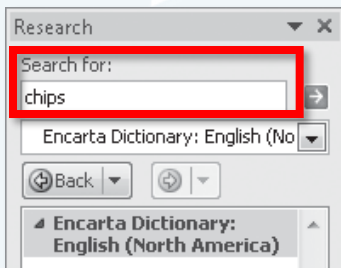 Research
Search for:
chips
Encarta Dictionary: English (No
Back
Encarta Dictionary:
English (North America)